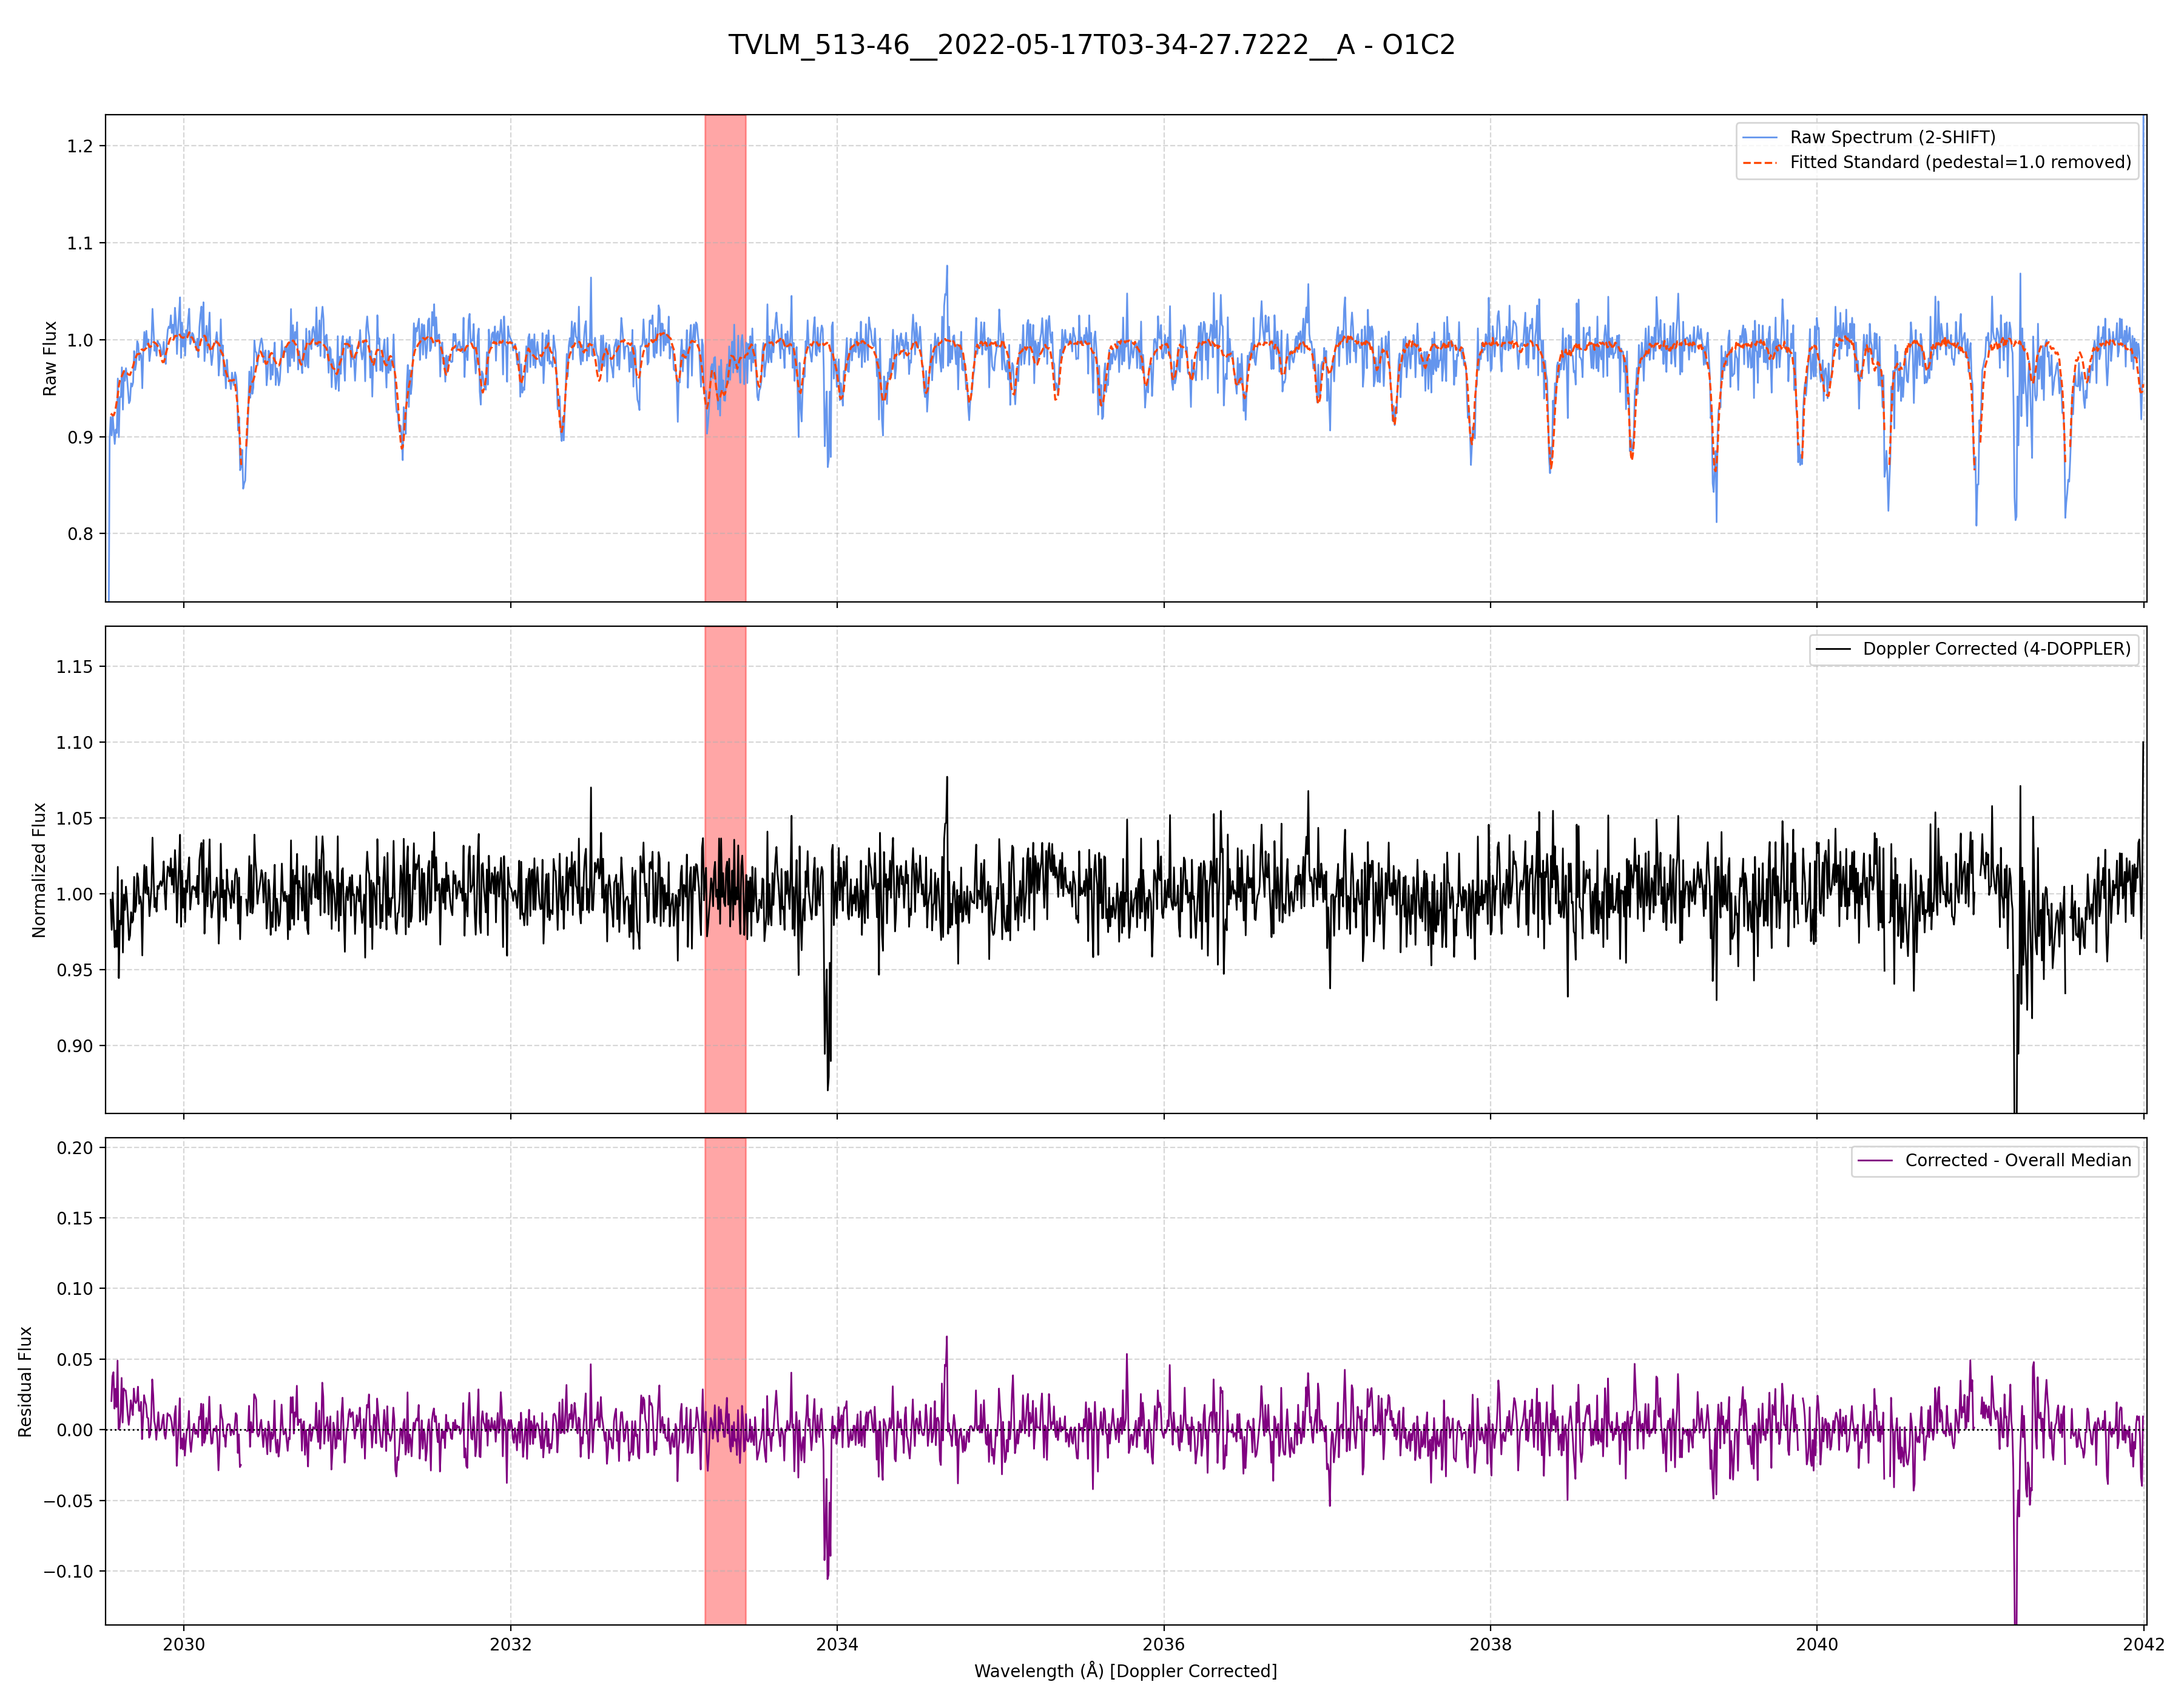 TVLM_513-46__2022-05-17T03-34-27.7222__A - O1C2
Raw Spectrum (2-SHIFT)
Fitted Standard (pedestal=1.0 removed)
1.2
1.1
1.0
0.9
0.8
Raw Flux
Doppler Corrected (4-DOPPLER)
1.15
1.10
1.05
1.00
0.95
0.90
Normalized Flux
Corrected - Overall Median
0.20
0.15
0.10
0.05
0.00
−0.05
−0.10
Residual Flux
2030 2032 2034 2036 2038 2040 2042
Wavelength (Å) [Doppler Corrected]